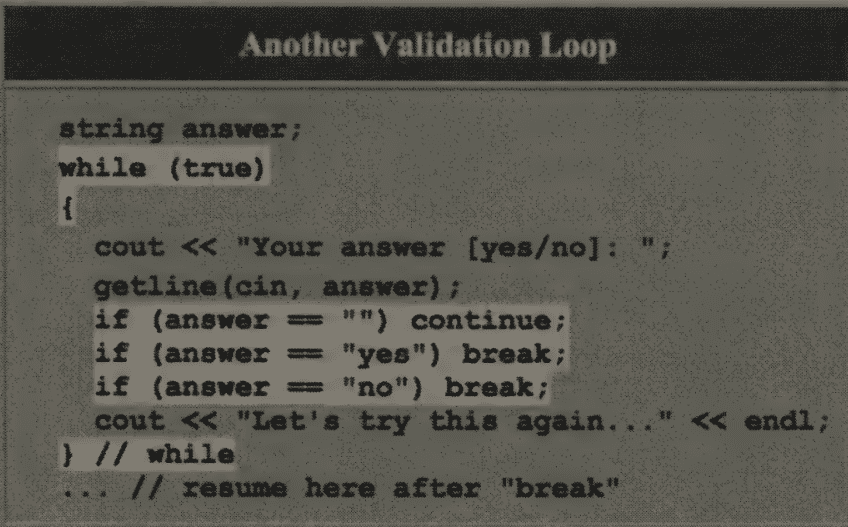 Another Validation Loop
string answer;
while (true)
{
cout << "Your answer [yes/no]: ";
getline(cin, answer);
if (answer == "") continue;
if (answer == "yes") break;
if (answer == "no") break;
cout << "Let's try this again..." << endl;
} // while
... // resume here after "break"